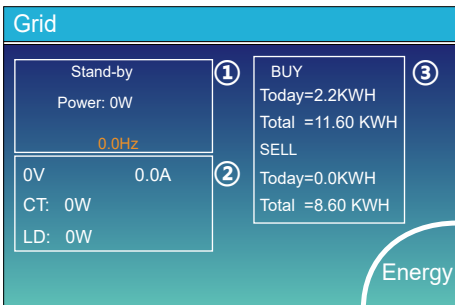 Grid
Stand-by
Power: 0W
0.0Hz
①
0V 0.0A
CT: 0W
LD: 0W
②
BUY
Today=2.2KWH
Total =11.60 KWH
SELL
Today=0.0KWH
Total =8.60 KWH
③
Energy